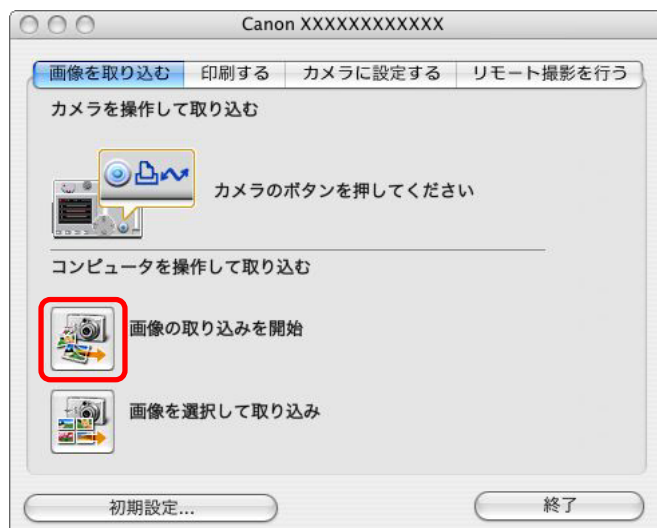 Canon XXXXXXXXXXXX
画像を取り込む 印刷する カメラに設定する リモート撮影を行う
カメラを操作して取り込む
カメラのボタンを押してください
コンピュータを操作して取り込む
画像の取り込みを開始
画像を選択して取り込み
初期設定... 終了